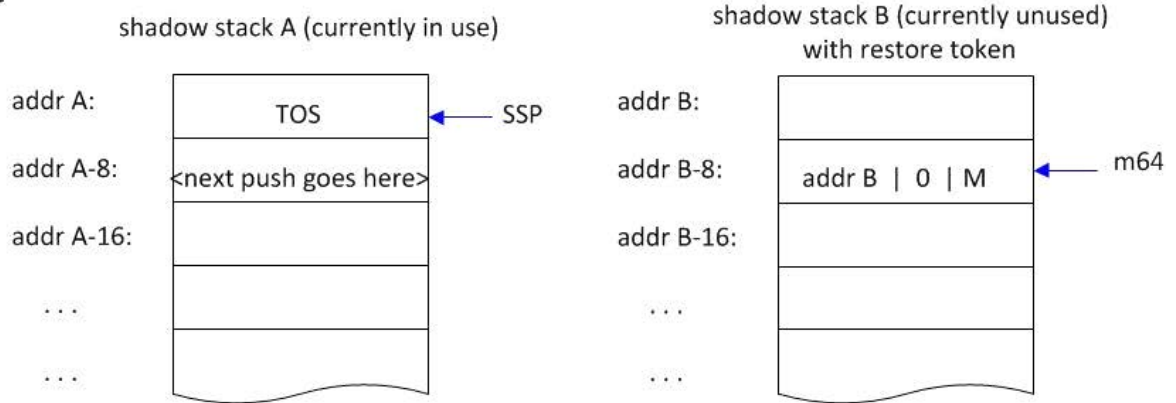 shadow stack A (currently in use)
addr A:
TOS
SSP
addr A-8:
<next push goes here>
addr A-16:
. . .
. . .
shadow stack B (currently unused)
with restore token
addr B:
addr B-8:
addr B | 0 | M
m64
addr B-16:
. . .
. . .